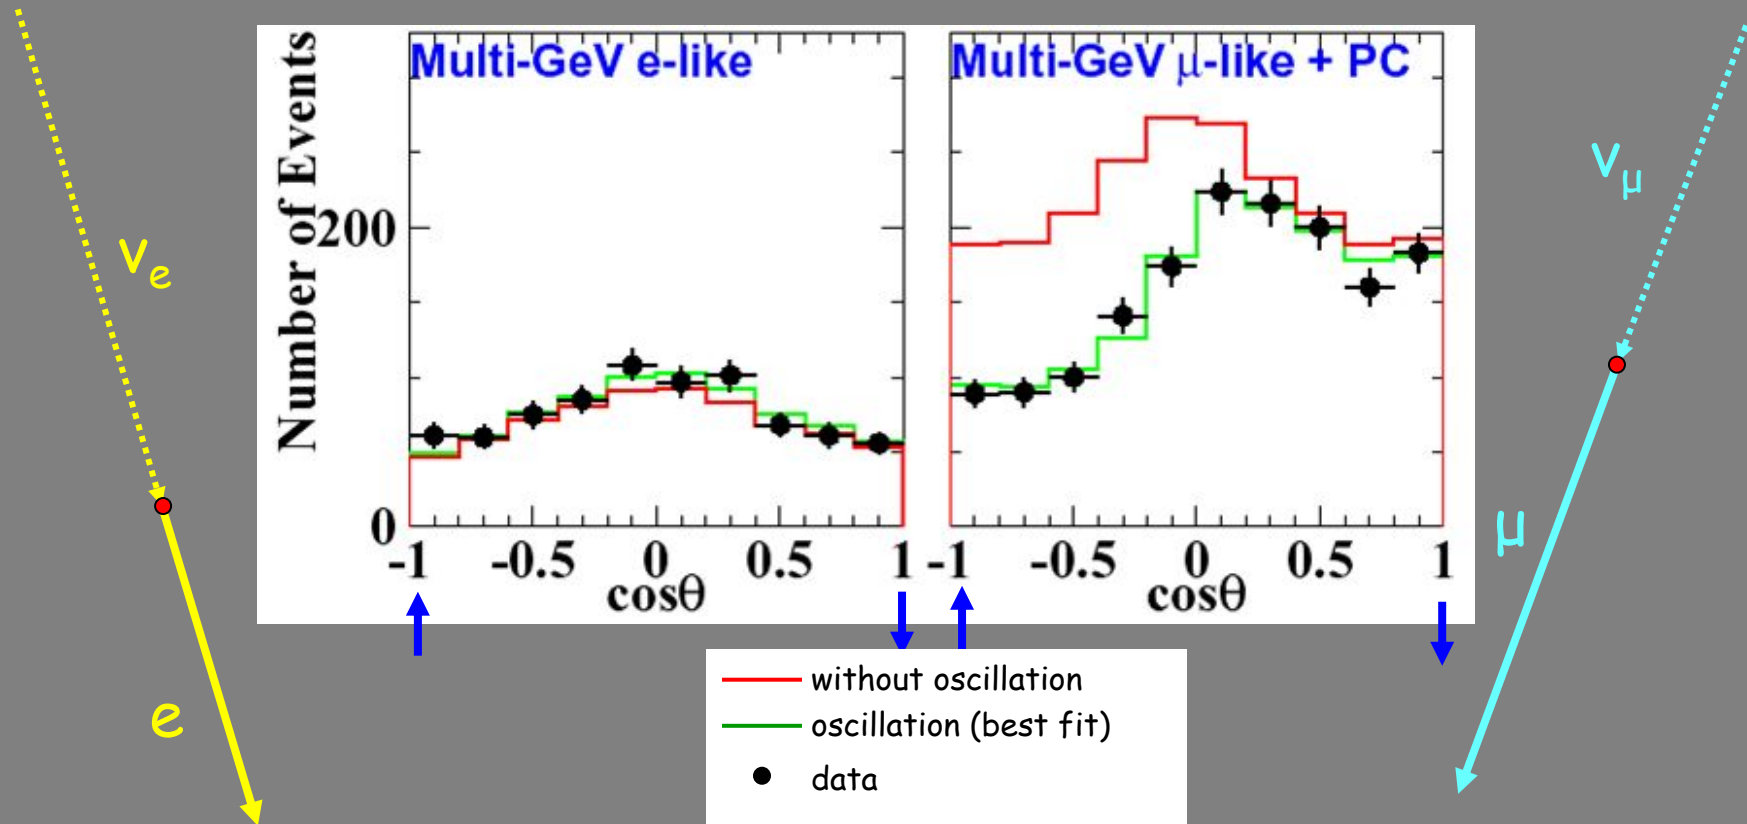 Multi-GeV e-like
Multi-GeV μ-like + PC
Number of Events
200
0
-1 -0.5 0 0.5 1
cosθ
-1 -0.5 0 0.5 1
cosθ
νe
e
νμ
μ
without oscillation
oscillation (best fit)
data